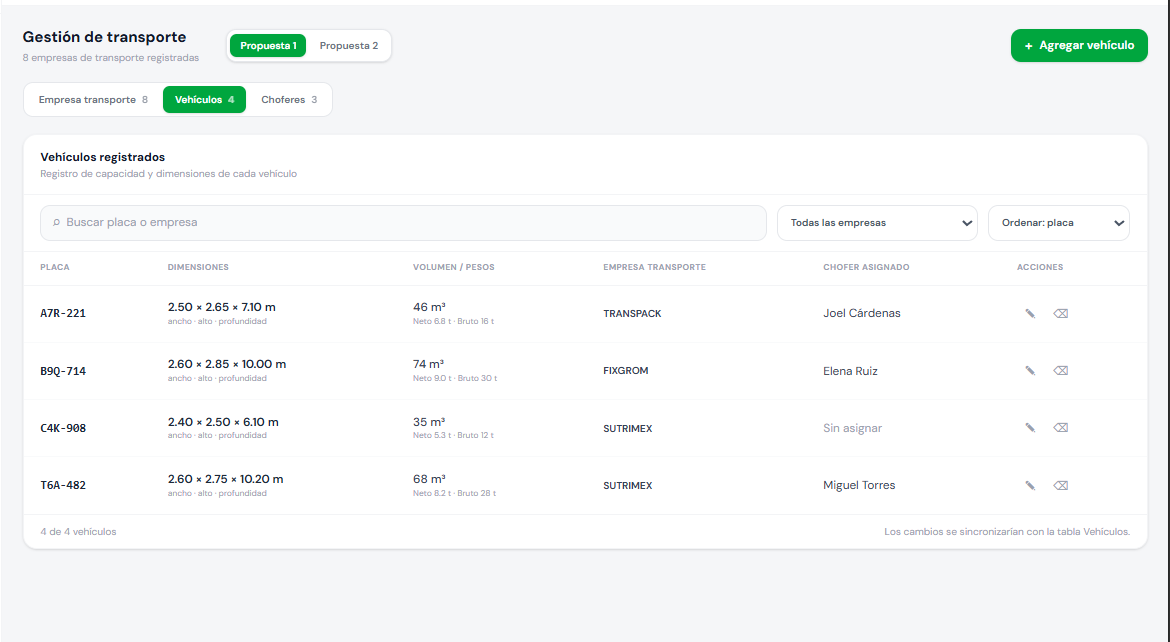 Gestión de transporte
8 empresas de transporte registradas
Propuesta 1
Propuesta 2
+ Agregar vehículo
Empresa transporte 8
Vehículos 4
Choferes 3
Vehículos registrados
Registro de capacidad y dimensiones de cada vehículo
Buscar placa o empresa
Todas las empresas
Ordenar: placa
PLACA DIMENSIONES VOLUMEN / PESOS EMPRESA TRANSPORTE CHOFER ASIGNADO ACCIONES
A7R-221 2.50 × 2.65 × 7.10 m 46 m³ TRANSPACK Joel Cárdenas
ancho · alto · profundidad Neto 6.8 t · Bruto 16 t
B9Q-714 2.60 × 2.85 × 10.00 m 74 m³ FIXGROM Elena Ruiz
ancho · alto · profundidad Neto 9.0 t · Bruto 30 t
C4K-908 2.40 × 2.50 × 6.10 m 35 m³ SUTRIMEX Sin asignar
ancho · alto · profundidad Neto 5.3 t · Bruto 12 t
T6A-482 2.60 × 2.75 × 10.20 m 68 m³ SUTRIMEX Miguel Torres
ancho · alto · profundidad Neto 8.2 t · Bruto 28 t
4 de 4 vehículos
Los cambios se sincronizarían con la tabla Vehículos.